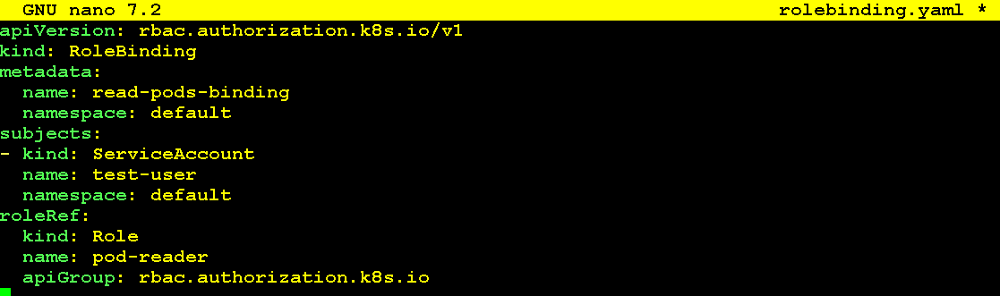 GNU nano 7.2 rolebinding.yaml *
apiVersion: rbac.authorization.k8s.io/v1
kind: RoleBinding
metadata:
  name: read-pods-binding
  namespace: default
subjects:
- kind: ServiceAccount
  name: test-user
  namespace: default
roleRef:
  kind: Role
  name: pod-reader
  apiGroup: rbac.authorization.k8s.io